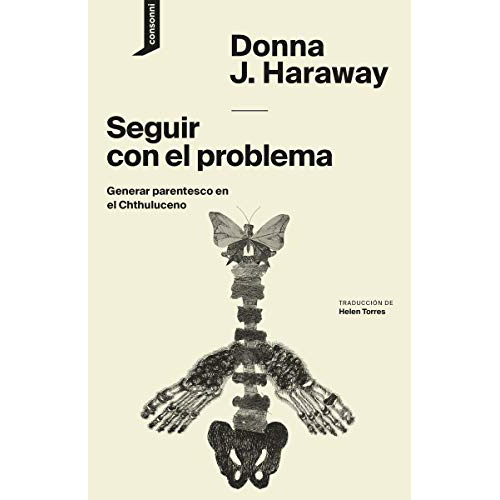 consonni
Donna
J. Haraway
Seguir
con el problema
Generar parentesco en
el Chthuluceno
TRADUCCIÓN DE
Helen Torres